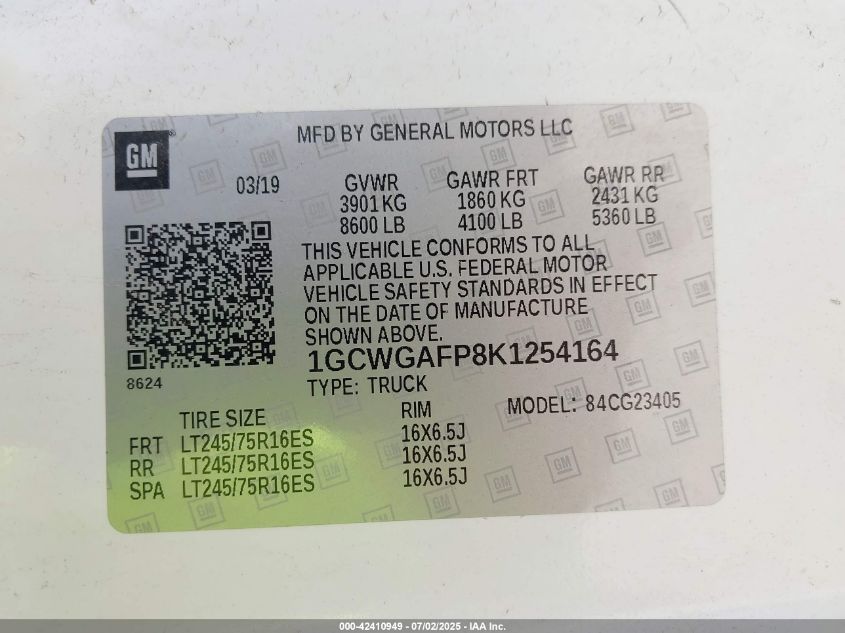 MFD BY GENERAL MOTORS LLC
GM
03/19
GVWR GAWR FRT GAWR RR
3901 KG 1860 KG 2431 KG
8600 LB 4100 LB 5360 LB
THIS VEHICLE CONFORMS TO ALL
APPLICABLE U.S. FEDERAL MOTOR
VEHICLE SAFETY STANDARDS IN EFFECT
ON THE DATE OF MANUFACTURE
SHOWN ABOVE.
1GCWGAFP8K1254164
8624
TYPE: TRUCK
MODEL: 84CG23405
TIRE SIZE RIM
FRT LT245/75R16ES 16X6.5J
RR LT245/75R16ES 16X6.5J
SPA LT245/75R16ES 16X6.5J
000-42410949 - 07/02/2025 - IAA Inc.